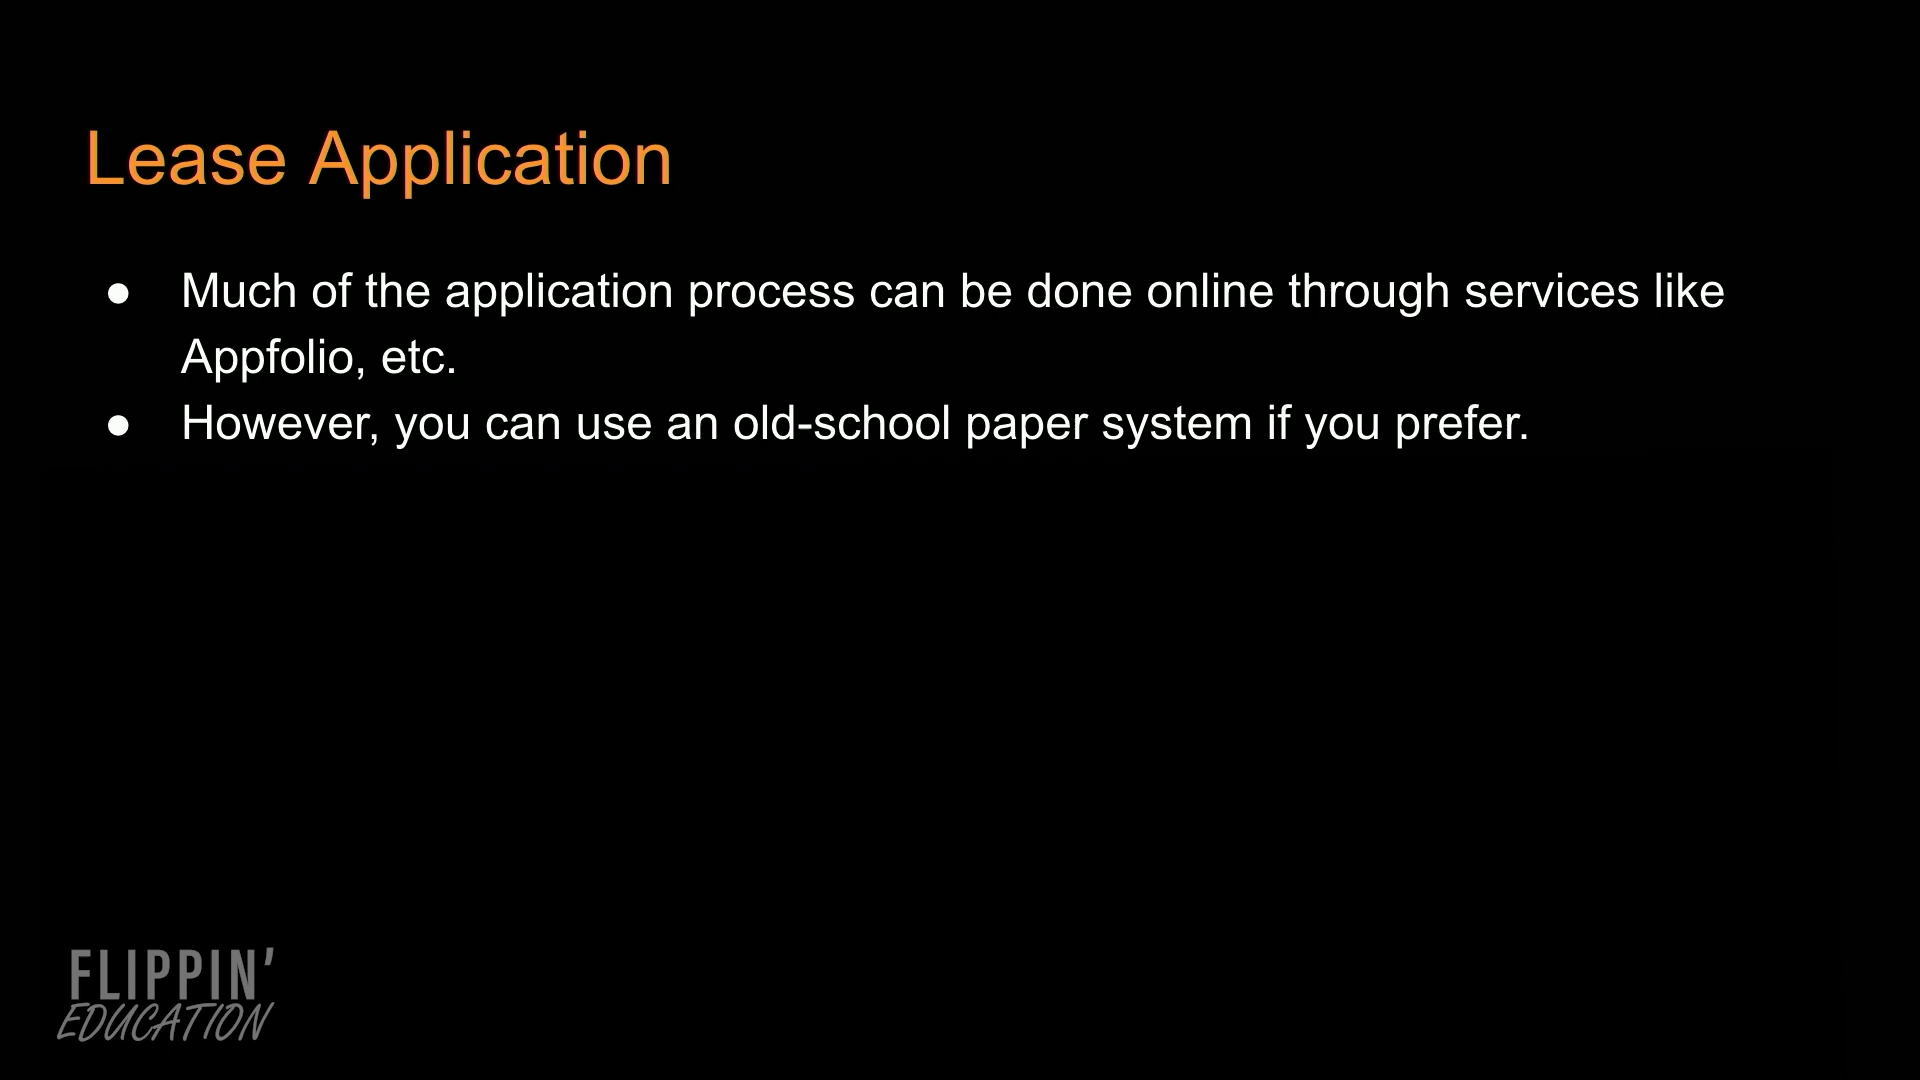 Lease Application
● Much of the application process can be done online through services like
Appfolio, etc.
● However, you can use an old-school paper system if you prefer.
FLIPPIN'
EDUCATION